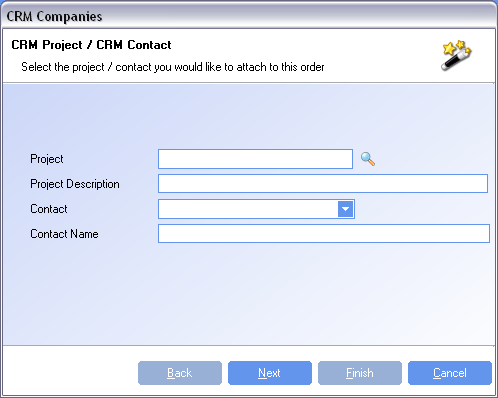 CRM Companies
CRM Project / CRM Contact
Select the project / contact you would like to attach to this order
Project
Project Description
Contact
Contact Name
Back Next Finish Cancel